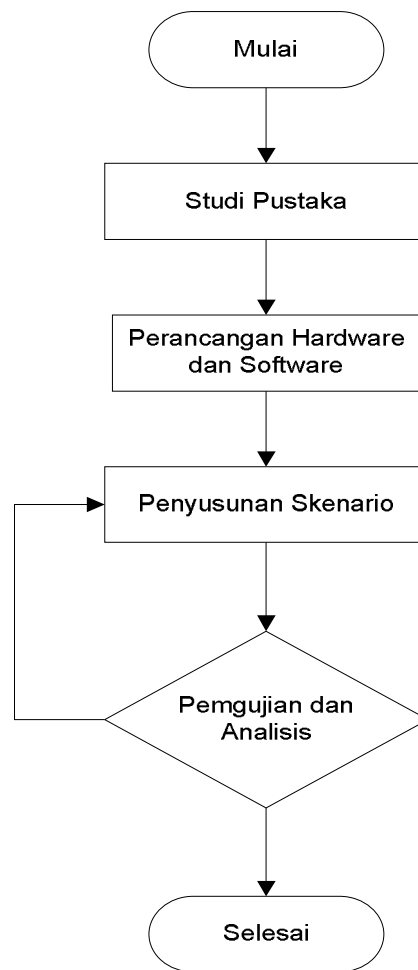 Mulai
Studi Pustaka
Perancangan Hardware
dan Software
Penyusunan Skenario
Pemgujian dan
Analisis
Selesai